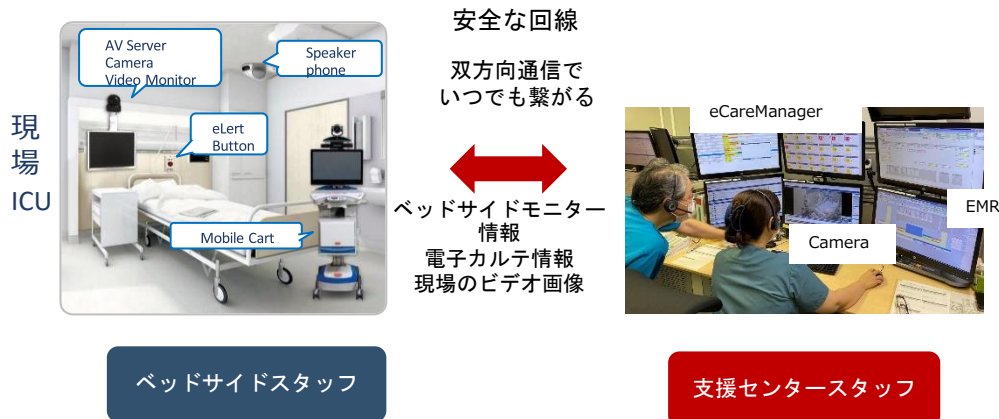 安全な回線
双方向通信で
いつでも繋がる
現
場
ICU
AV Server
Camera
Video Monitor
Speaker
phone
eLert
Button
Mobile Cart
ベッドサイドモニター
情報
電子カルテ情報
現場のビデオ画像
eCareManager
EMR
Camera
ベッドサイドスタッフ
支援センタースタッフ